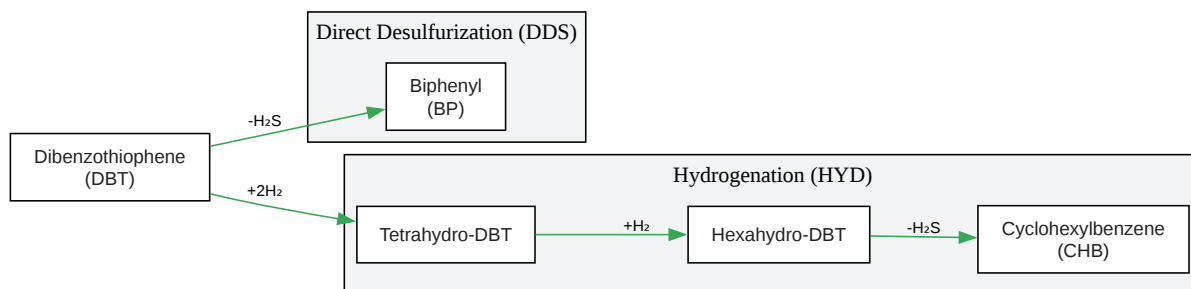 Direct Desulfurization (DDS)
Biphenyl
(BP)
-H₂S
Dibenzothiophene
(DBT)
+2H₂
Hydrogenation (HYD)
Tetrahydro-DBT
+H₂
Hexahydro-DBT
-H₂S
Cyclohexylbenzene
(CHB)